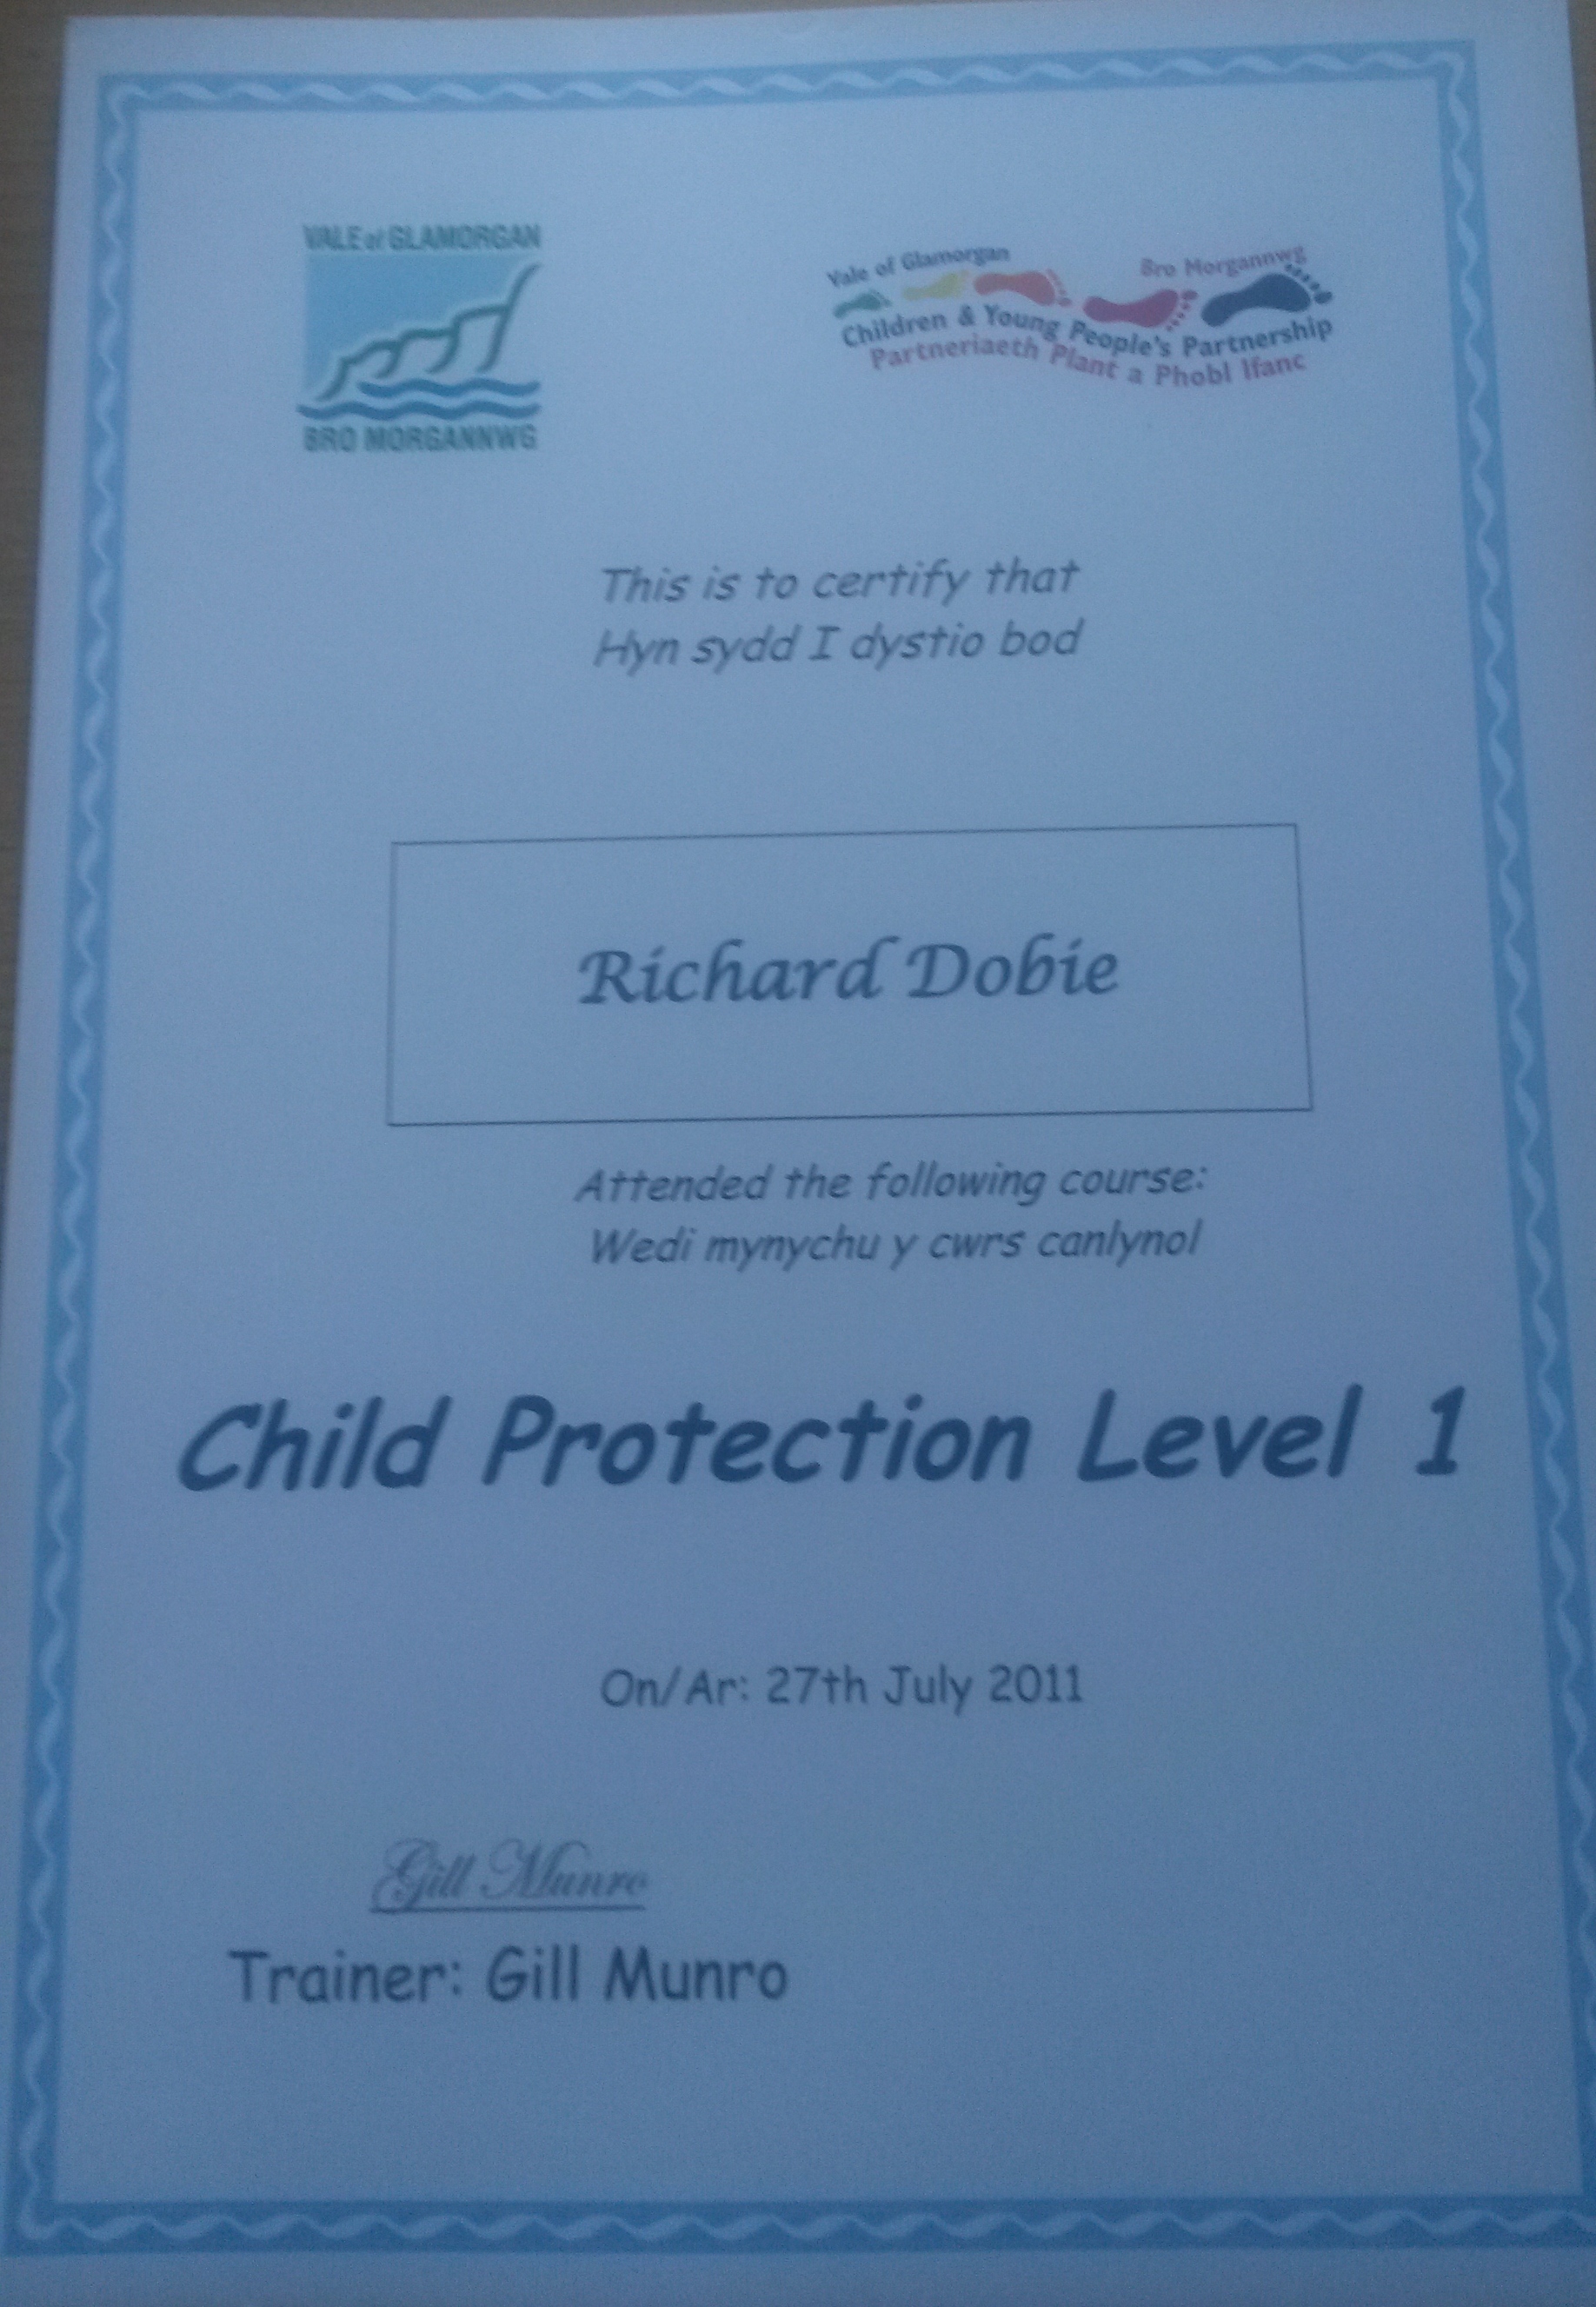 VALE of GLAMORGAN
BRO MORGANNWG
Vale of Glamorgan
Bro Morgannwg
Children & Young People's Partnership
Partneriaeth Plant a Phobl Ifanc
This is to certify that
Hyn sydd I dystio bod
Richard Dobie
Attended the following course:
Wedi mynychu y cwrs canlynol
Child Protection Level 1
On/Ar: 27th July 2011
Gill Munro
Trainer: Gill Munro